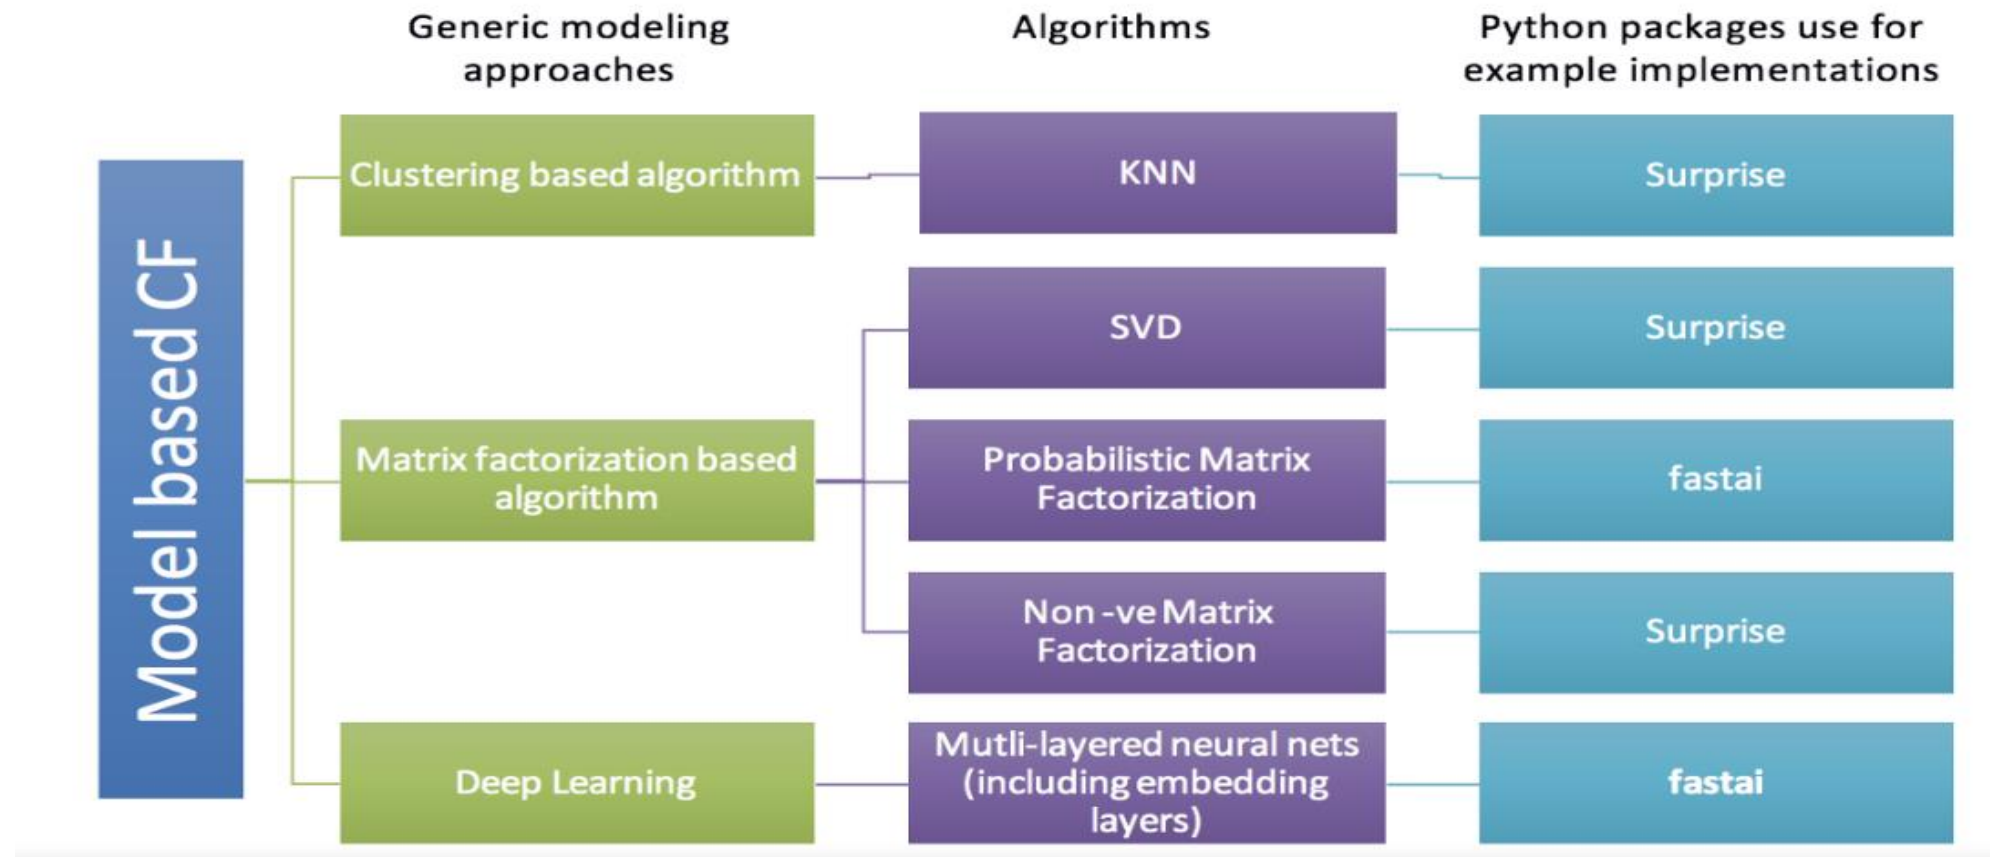 Generic modeling
approaches
Algorithms
Python packages use for
example implementations
Model based CF
Clustering based algorithm
KNN
Surprise
SVD
Surprise
Matrix factorization based
algorithm
Probabilistic Matrix
Factorization
fastai
Non -ve Matrix
Factorization
Surprise
Deep Learning
Mutli-layered neural nets
(including embedding
layers)
fastai